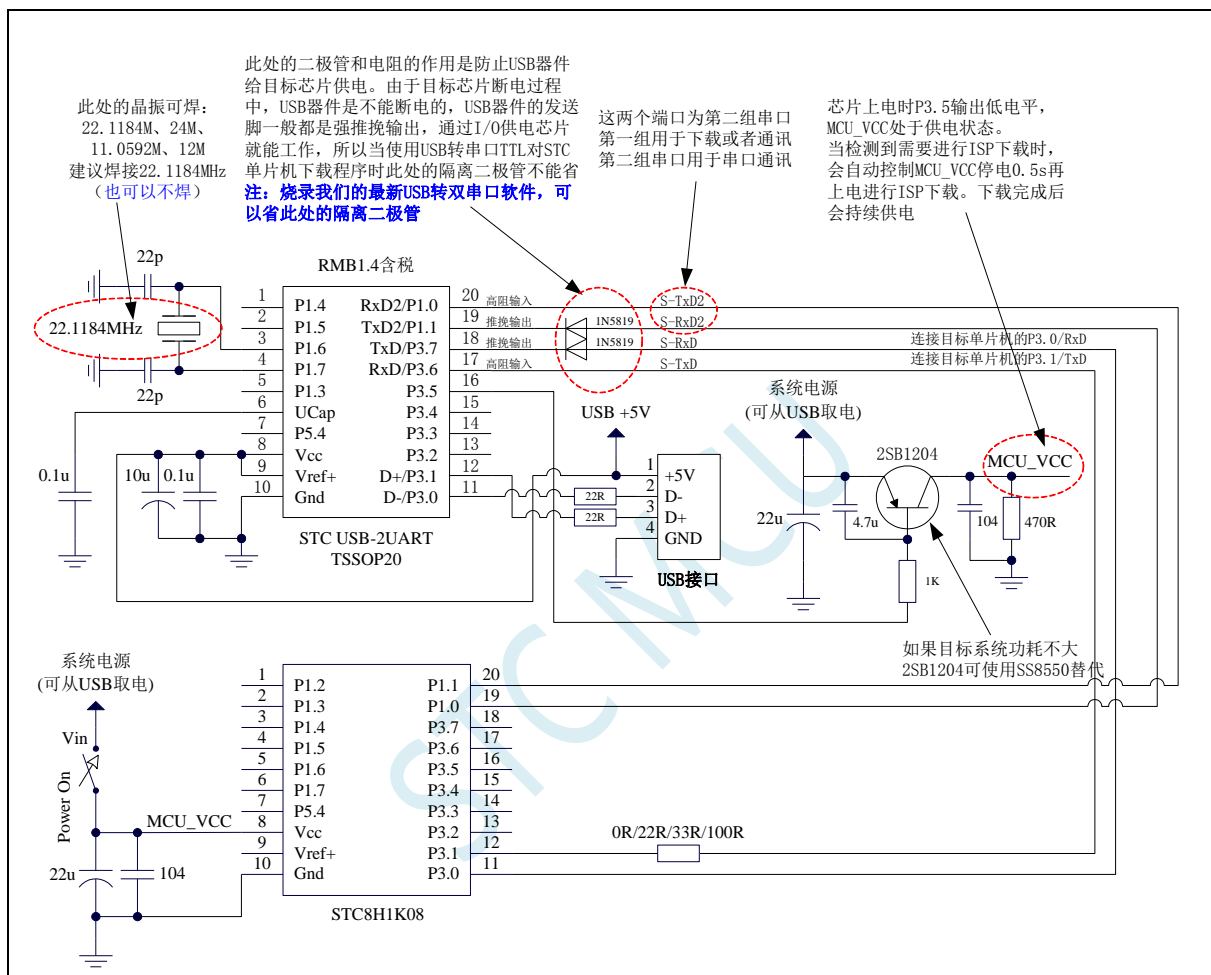 此处的二极管和电阻的作用是防止USB器件
给目标芯片供电。由于目标芯片断电过程
中，USB器件是不能断电的，USB器件的发送
脚一般都是强推挽输出，通过I/O供电芯片
就能工作，所以当使用USB转串口TTL对STC
单片机下载程序时此处的隔离二极管不能省
注：烧录我们的最新USB转双串口软件，可
以省此处的隔离二极管
此处的晶振可焊：
22.1184M、24M、
11.0592M、12M
建议焊接22.1184MHz
（也可以不焊）
这两个端口为第二组串口
第一组用于下载或者通讯
第二组串口用于串口通讯
芯片上电时P3.5输出低电平，
MCU_VCC处于供电状态。
当检测到需要进行ISP下载时，
会自动控制MCU_VCC停电0.5s再
上电进行ISP下载。下载完成后
会持续供电
22p
22.1184MHz
22p
RMB1.4含税
1 P1.4
2 P1.5
3 P1.6
4 P1.7
5 P1.3
6 UCap
7 P5.4
8 Vcc
9 Vref+
10 Gnd
RxD2/P1.0 20
TxD2/P1.1 19
TxD/P3.7 18
RxD/P3.6 17
P3.5 16
P3.4 15
P3.3 14
P3.2 13
D+/P3.1 12
D-/P3.0 11
STC USB-2UART
TSSOP20
高阻输入
推挽输出
推挽输出
高阻输入
1N5819
1N5819
S-TxD2
S-RxD2
S-RxD
S-TxD
连接目标单片机的P3.0/RxD
连接目标单片机的P3.1/TxD
0.1u
10u
0.1u
USB +5V
22R
22R
1 +5V
2 D-
3 D+
4 GND
USB接口
系统电源
(可从USB取电)
2SB1204
MCU_VCC
22u
4.7u
104
470R
1K
如果目标系统功耗不大
2SB1204可使用SS8550替代
STC MCU
系统电源
(可从USB取电)
Vin
Power On
MCU_VCC
22u
104
1 P1.2
2 P1.3
3 P1.4
4 P1.5
5 P1.6
6 P1.7
7 P5.4
8 Vcc
9 Vref+
10 Gnd
P1.1 20
P1.0 19
P3.7 18
P3.6 17
P3.5 16
P3.4 15
P3.3 14
P3.2 13
P3.1 12
P3.0 11
STC8H1K08
0R/22R/33R/100R